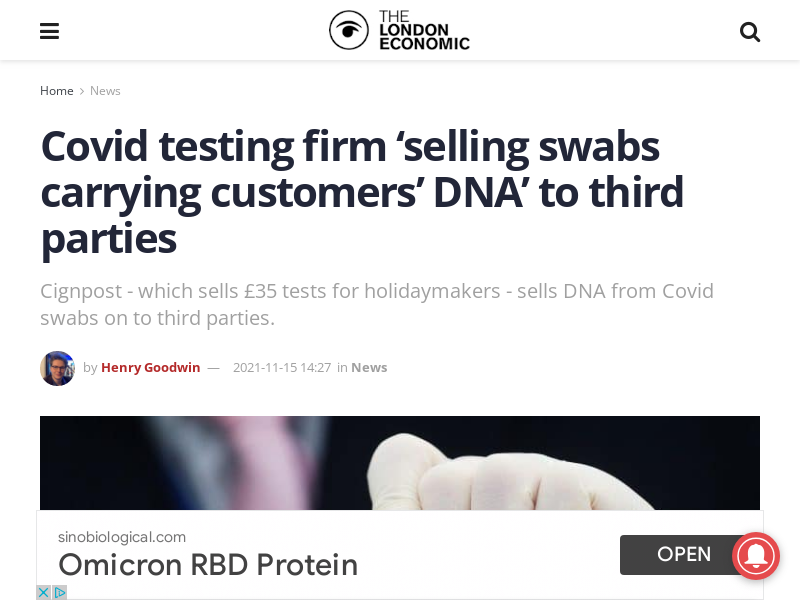 THE
LONDON
ECONOMIC
Home > News
Covid testing firm ‘selling swabs
carrying customers’ DNA’ to third
parties
Cignpost - which sells £35 tests for holidaymakers - sells DNA from Covid
swabs on to third parties.
by Henry Goodwin — 2021-11-15 14:27 in News
sinobiological.com
Omicron RBD Protein
OPEN